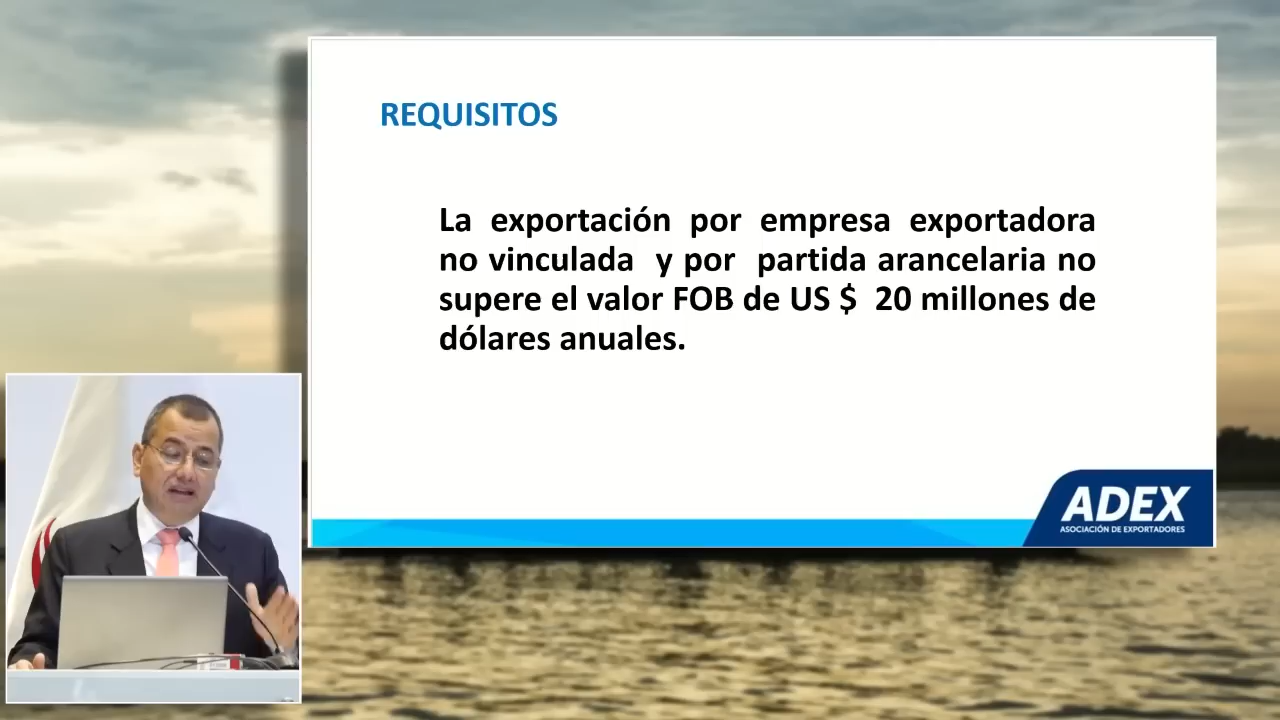 REQUISITOS
La exportación por empresa exportadora
no vinculada y por partida arancelaria no
supere el valor FOB de US $ 20 millones de
dólares anuales.
ADEX
ASOCIACIÓN DE EXPORTADORES